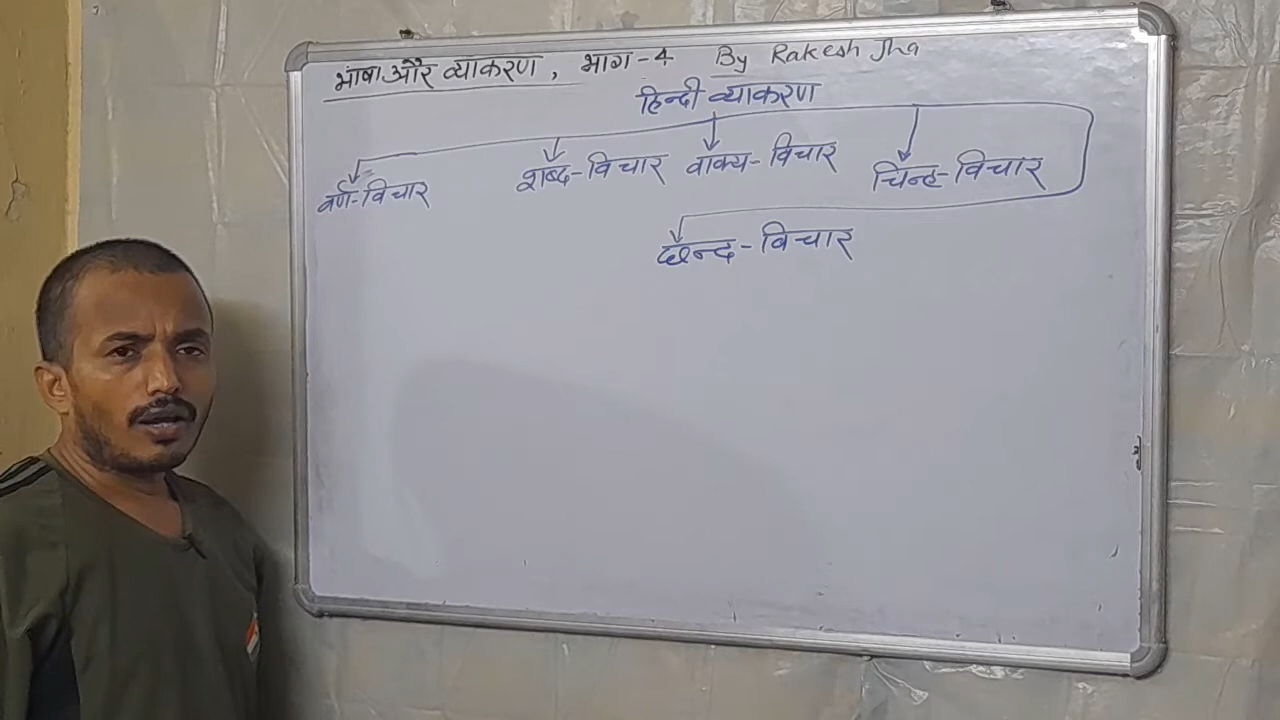 भाषा और व्याकरण, भाग-4 By Rakesh Jha
हिन्दी व्याकरण
वर्ण-विचार शब्द-विचार वाक्य-विचार चिन्ह-विचार
छन्द-विचार